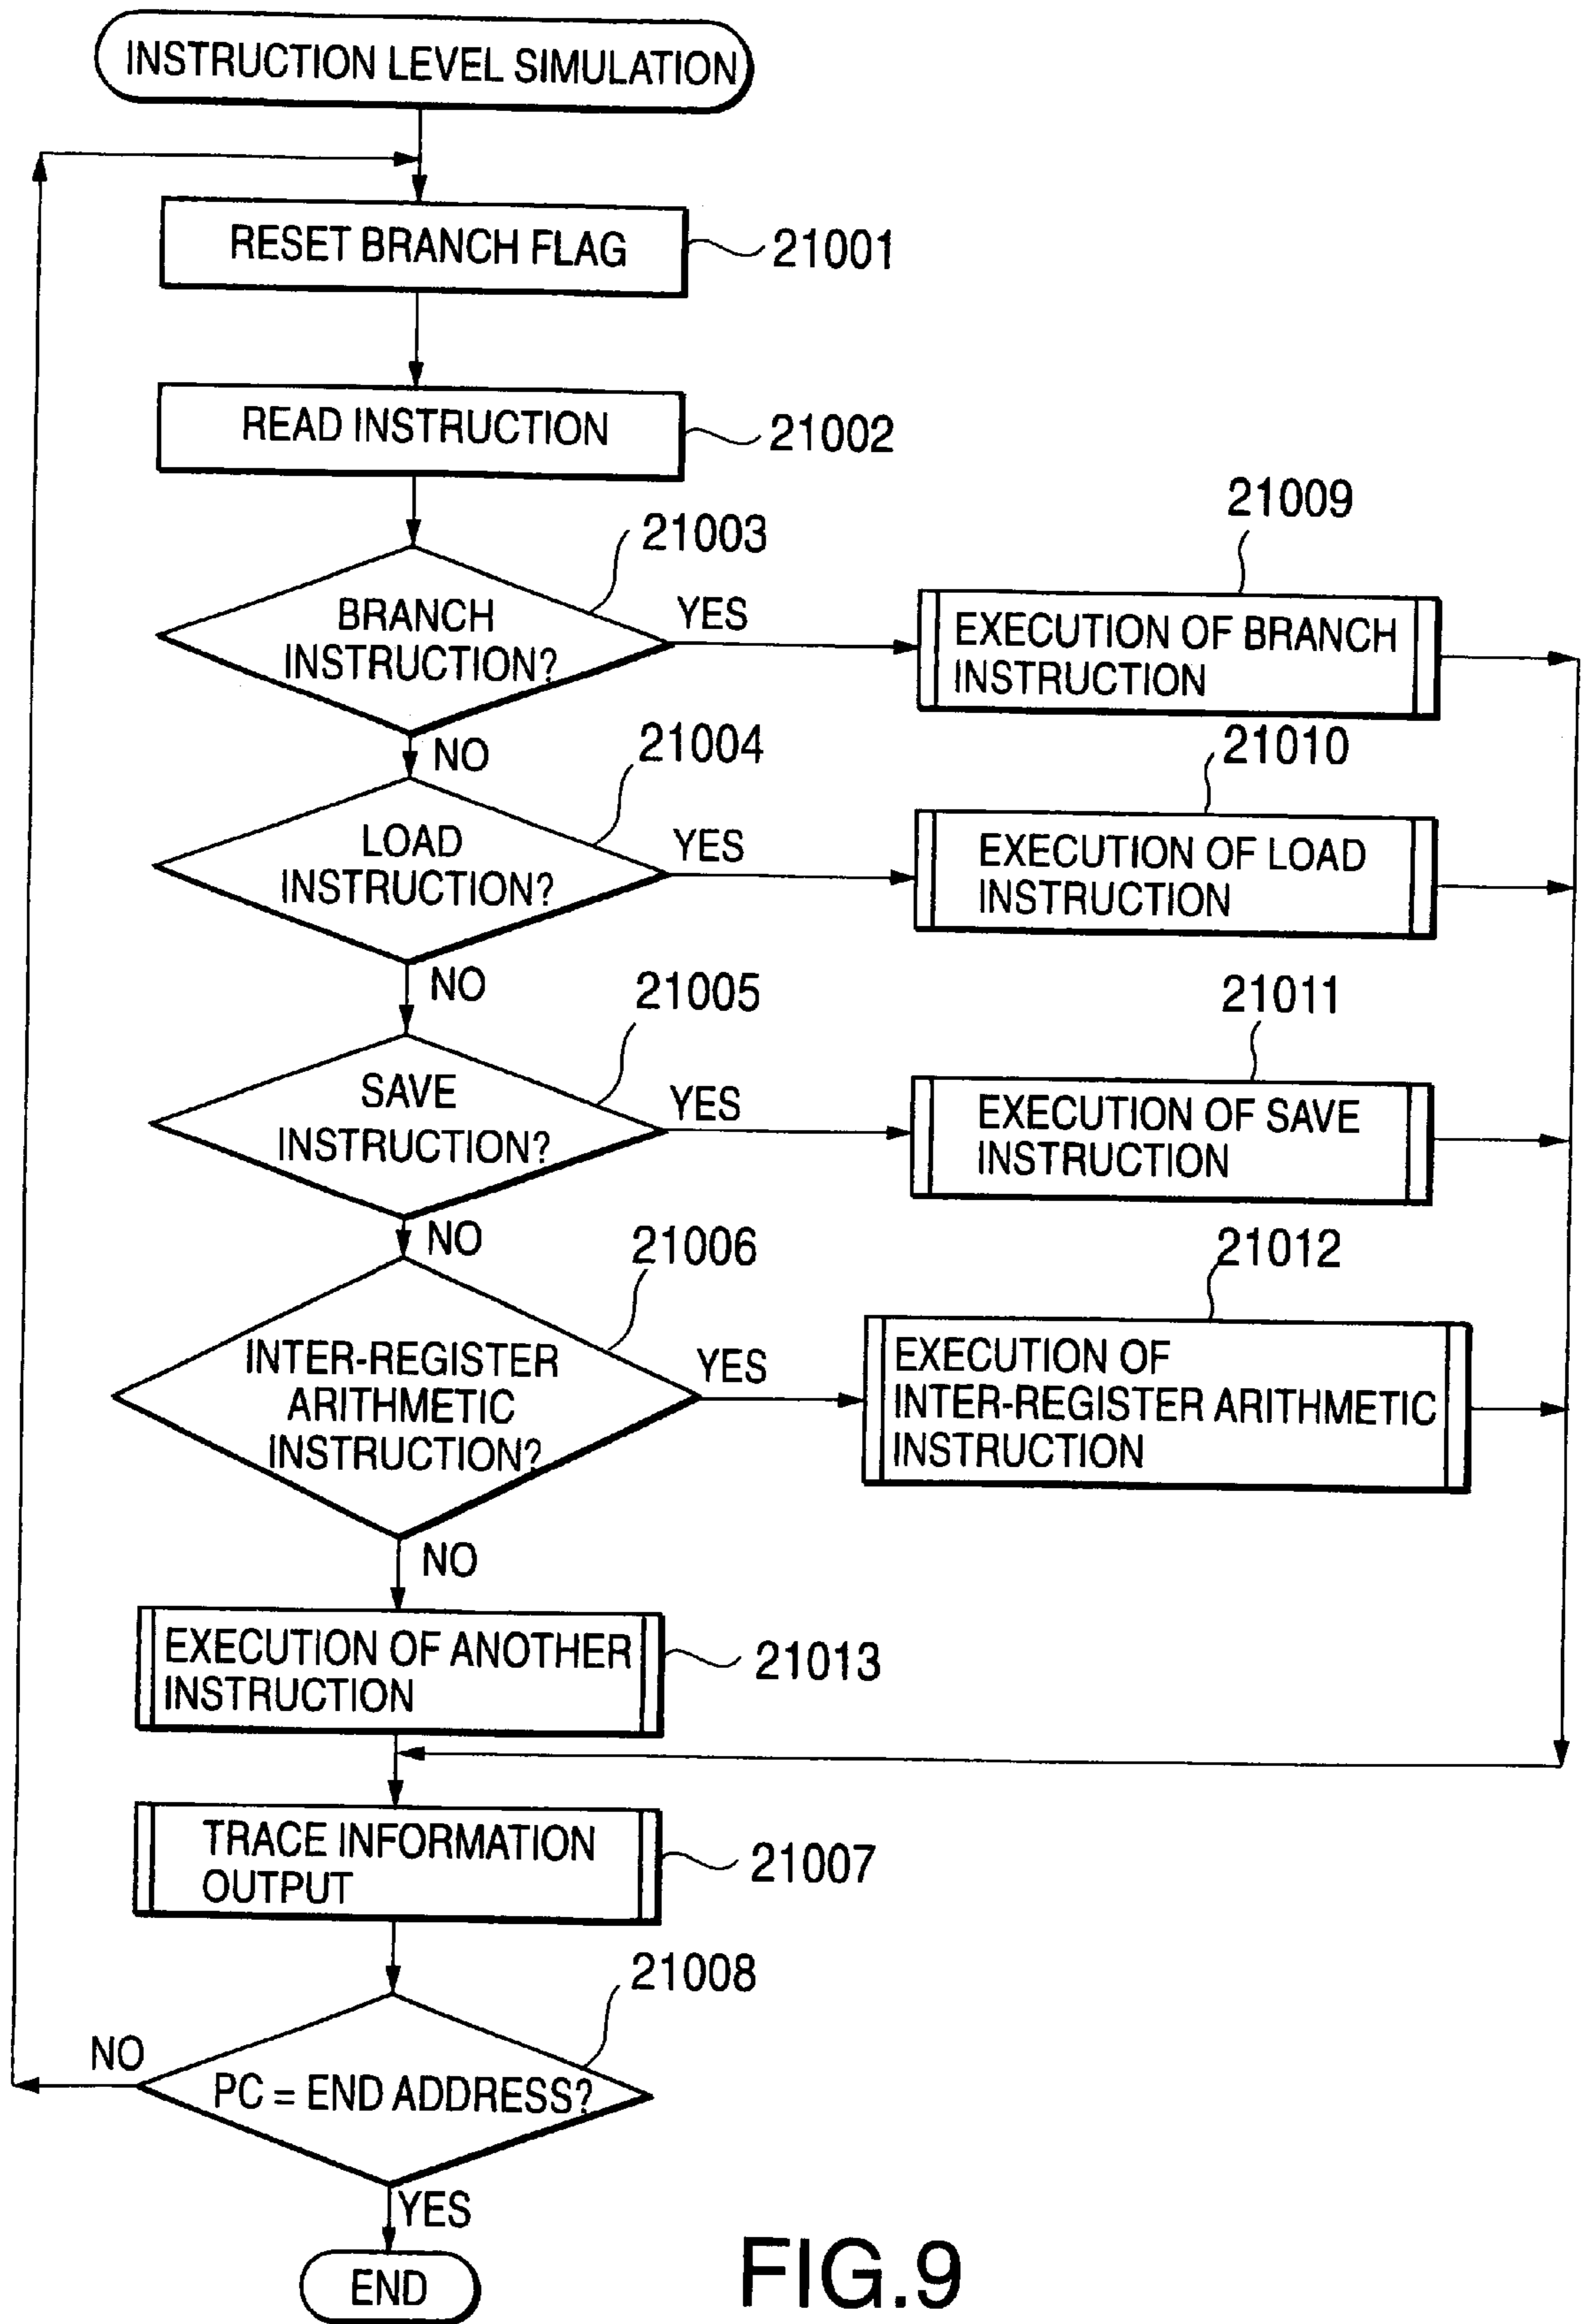 INSTRUCTION LEVEL SIMULATION
RESET BRANCH FLAG
21001
READ INSTRUCTION
21002
21003
BRANCH
INSTRUCTION?
YES
21009
EXECUTION OF BRANCH
INSTRUCTION
NO
21004
LOAD
INSTRUCTION?
YES
21010
EXECUTION OF LOAD
INSTRUCTION
NO
21005
SAVE
INSTRUCTION?
YES
21011
EXECUTION OF SAVE
INSTRUCTION
NO
21006
INTER-REGISTER
ARITHMETIC
INSTRUCTION?
YES
21012
EXECUTION OF
INTER-REGISTER ARITHMETIC
INSTRUCTION
NO
EXECUTION OF ANOTHER
INSTRUCTION
21013
TRACE INFORMATION
OUTPUT
21007
21008
NO
PC = END ADDRESS?
YES
END
FIG.9